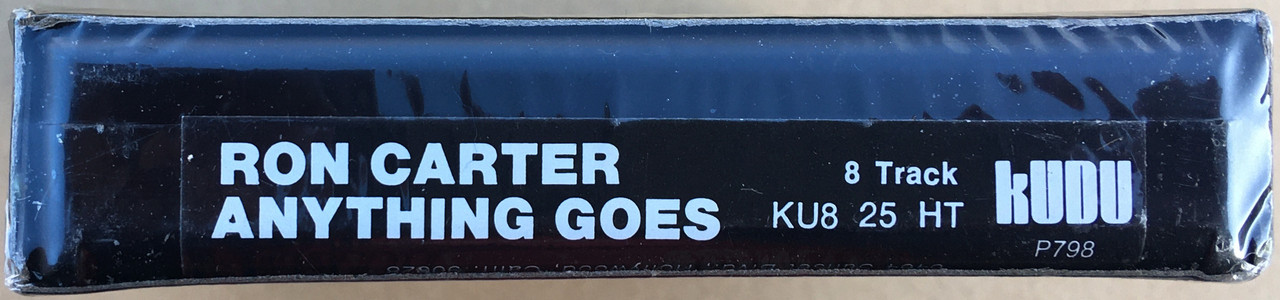 RON CARTER
ANYTHING GOES
8 Track
KU8 25 HT
kUDU
P798